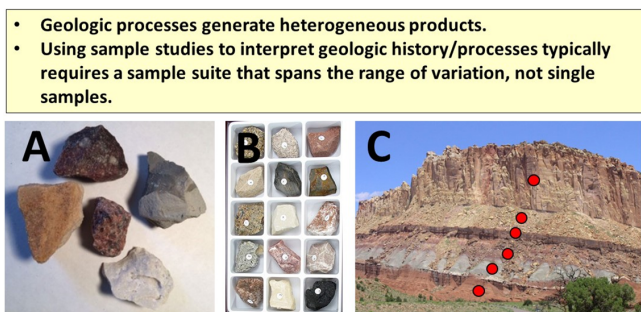 • Geologic processes generate heterogeneous products.
• Using sample studies to interpret geologic history/processes typically
requires a sample suite that spans the range of variation, not single
samples.
A B C